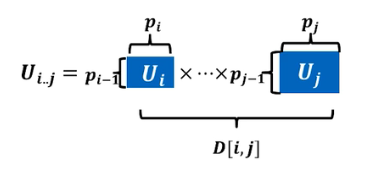 p_i p_j
U_{i..j} = p_{i-1} U_i × ⋯ × p_{j-1} U_j
D[i, j]